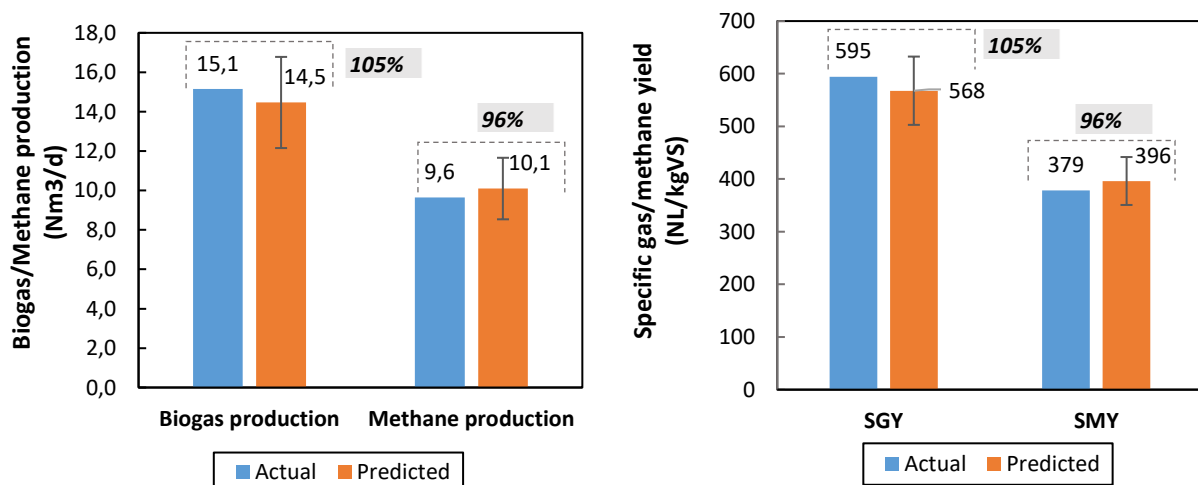 Biogas/Methane production
(Nm3/d)
18,0
16,0
14,0
12,0
10,0
8,0
6,0
4,0
2,0
0,0
15,1
14,5
105%
96%
9,6
10,1
Biogas production
Methane production
Actual
Predicted
Specific gas/methane yield
(NL/kgVS)
700
600
500
400
300
200
100
0
595
568
105%
96%
379
396
SGY
SMY
Actual
Predicted